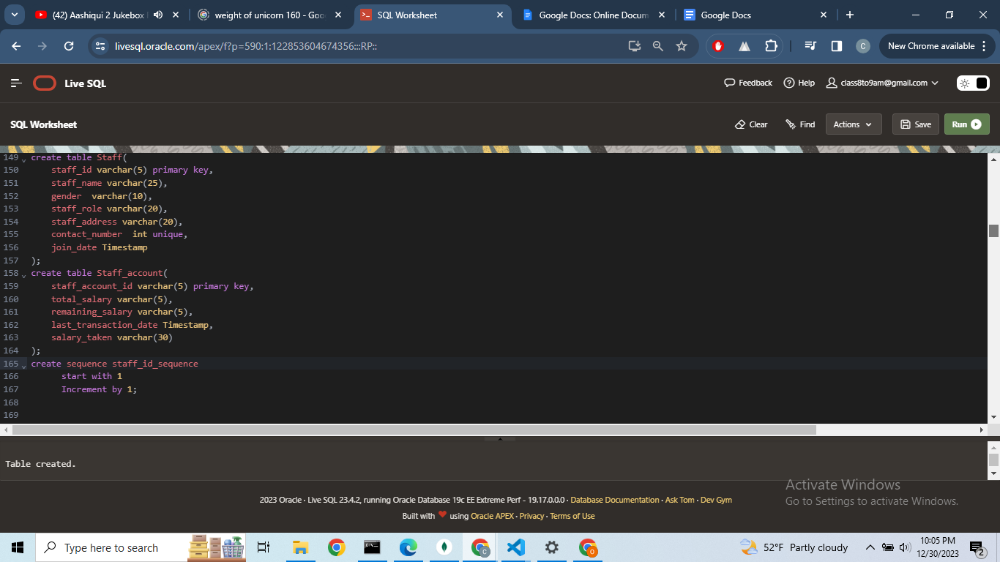 (42) Aashiqui 2 Jukebox
weight of unicorn 160 - Goo
SQL Worksheet
Google Docs: Online Docum
Google Docs
livesql.oracle.com/apex/f?p=590:1:122853604674356:::RP::
C
New Chrome available
Live SQL
Feedback
Help
class8to9am@gmail.com
SQL Worksheet
Clear
Find
Actions
Save
Run
149 create table Staff(
150 staff_id varchar(5) primary key,
151 staff_name varchar(25),
152 gender  varchar(10),
153 staff_role varchar(20),
154 staff_address varchar(20),
155 contact_number  int unique,
156 join_date Timestamp
157 );
158 create table Staff_account(
159 staff_account_id varchar(5) primary key,
160 total_salary varchar(5),
161 remaining_salary varchar(5),
162 last_transaction_date Timestamp,
163 salary_taken varchar(30)
164 );
165 create sequence staff_id_sequence
166 start with 1
167 Increment by 1;
168
169
Table created.
Activate Windows
Go to Settings to activate Windows.
2023 Oracle · Live SQL 23.4.2, running Oracle Database 19c EE Extreme Perf - 19.17.0.0.0 · Database Documentation · Ask Tom · Dev Gym
Built with ❤ using Oracle APEX · Privacy · Terms of Use
Type here to search
52°F Partly cloudy
10:05 PM
12/30/2023
2